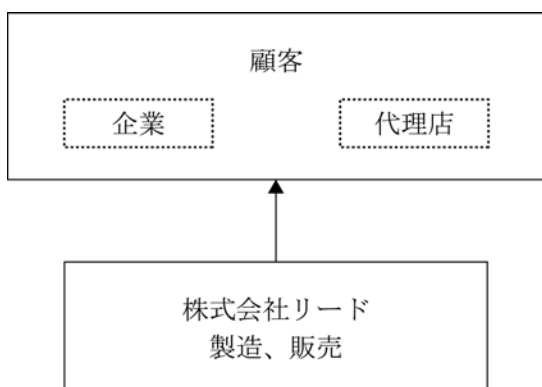 顧客
企業
代理店
株式会社リード
製造、販売